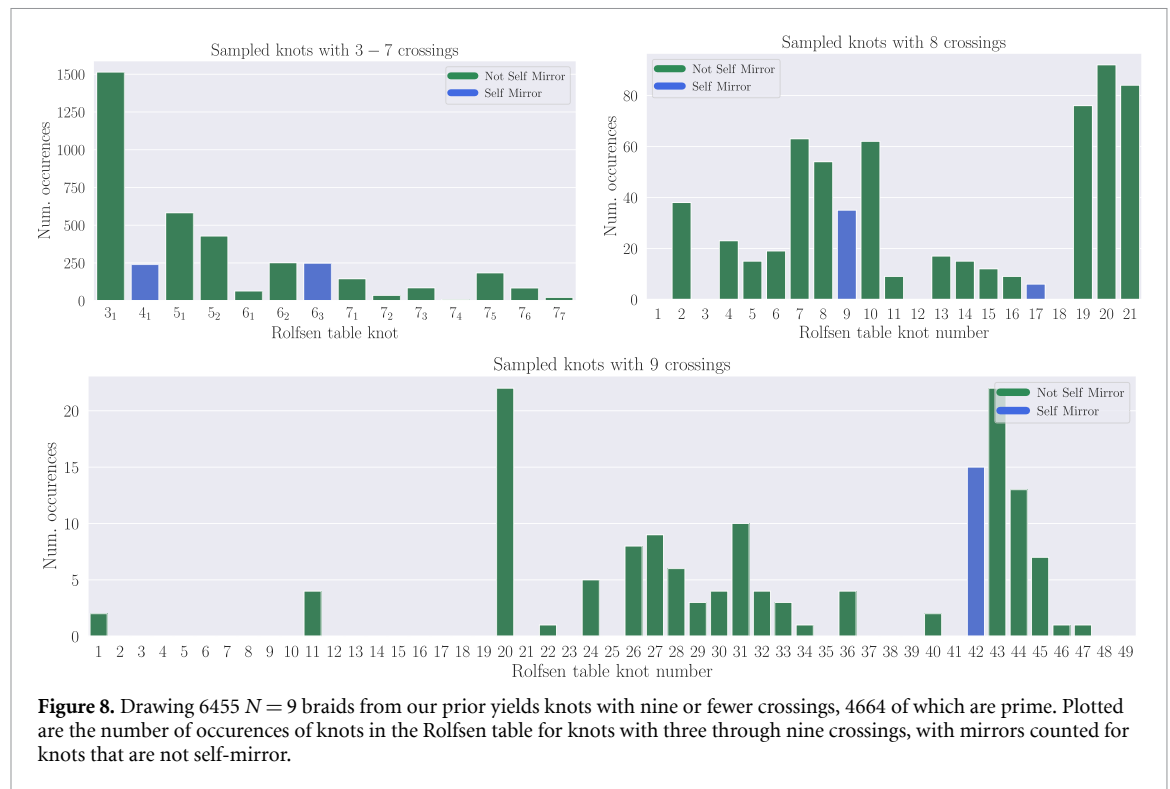 Sampled knots with 3 − 7 crossings
Num. occurences
1500
1250
1000
750
500
250
0
Not Self Mirror
Self Mirror
3₁ 4₁ 5₁ 5₂ 6₁ 6₂ 6₃ 7₁ 7₂ 7₃ 7₄ 7₅ 7₆ 7₇
Rolfsen table knot
Sampled knots with 8 crossings
Num. occurences
80
60
40
20
0
Not Self Mirror
Self Mirror
1 2 3 4 5 6 7 8 9 10 11 12 13 14 15 16 17 18 19 20 21
Rolfsen table knot number
Sampled knots with 9 crossings
Num. occurences
20
15
10
5
0
Not Self Mirror
Self Mirror
1 2 3 4 5 6 7 8 9 10 11 12 13 14 15 16 17 18 19 20 21 22 23 24 25 26 27 28 29 30 31 32 33 34 35 36 37 38 39 40 41 42 43 44 45 46 47 48 49
Rolfsen table knot number
Figure 8. Drawing 6455 N = 9 braids from our prior yields knots with nine or fewer crossings, 4664 of which are prime. Plotted
are the number of occurences of knots in the Rolfsen table for knots with three through nine crossings, with mirrors counted for
knots that are not self-mirror.